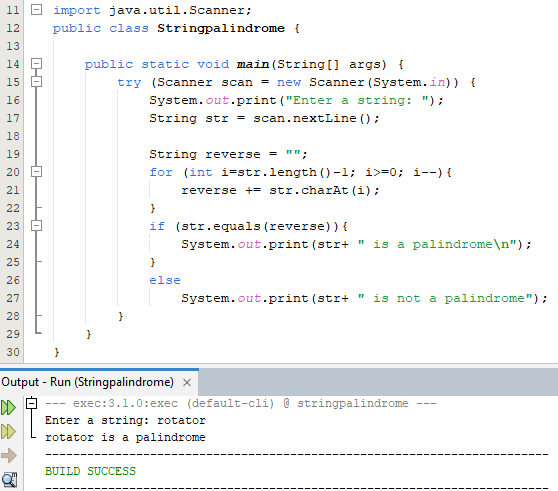 11 import java.util.Scanner;
12 public class Stringpalindrome {
13
14 public static void main(String[] args) {
15 try (Scanner scan = new Scanner(System.in)) {
16 System.out.print("Enter a string: ");
17 String str = scan.nextLine();
18
19 String reverse = "";
20 for (int i=str.length()-1; i>=0; i--){
21 reverse += str.charAt(i);
22 }
23 if (str.equals(reverse)){
24 System.out.print(str+ " is a palindrome\n");
25 }
26 else
27 System.out.print(str+ " is not a palindrome");
28 }
29 }
30 }
Output - Run (Stringpalindrome) ×
--- exec:3.1.0:exec (default-cli) @ stringpalindrome ---
Enter a string: rotator
rotator is a palindrome
------------------------------------------------------------------------
BUILD SUCCESS
------------------------------------------------------------------------